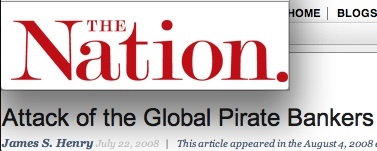 THE
Nation.
HOME | BLOGS
Attack of the Global Pirate Bankers
James S. Henry July 22, 2008 | This article appeared in the August 4, 2008